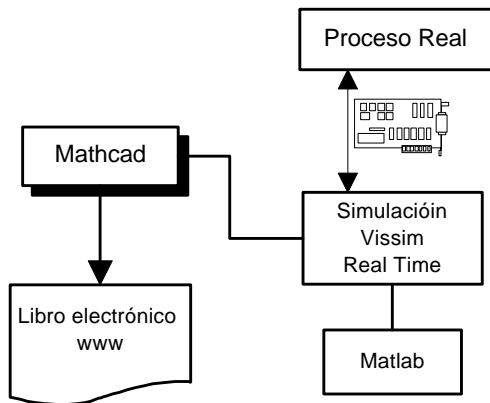 Proceso Real
Mathcad
Simulacióin
Vissim
Real Time
Libro electrónico
www
Matlab